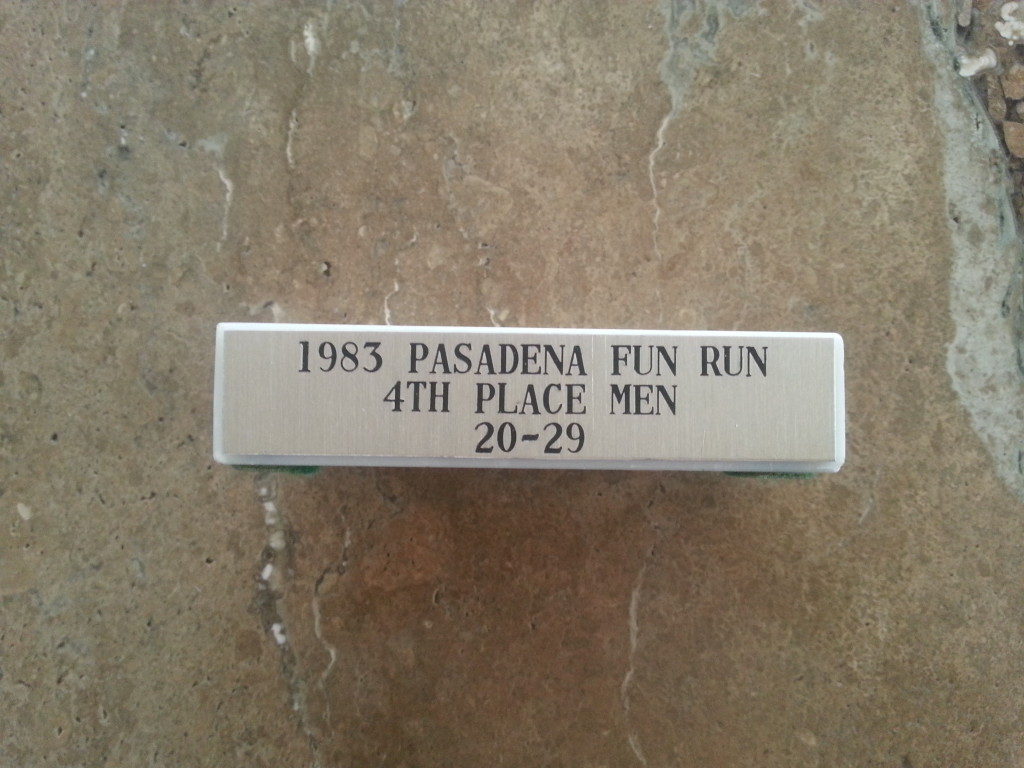 1983 PASADENA FUN RUN
4TH PLACE MEN
20-29